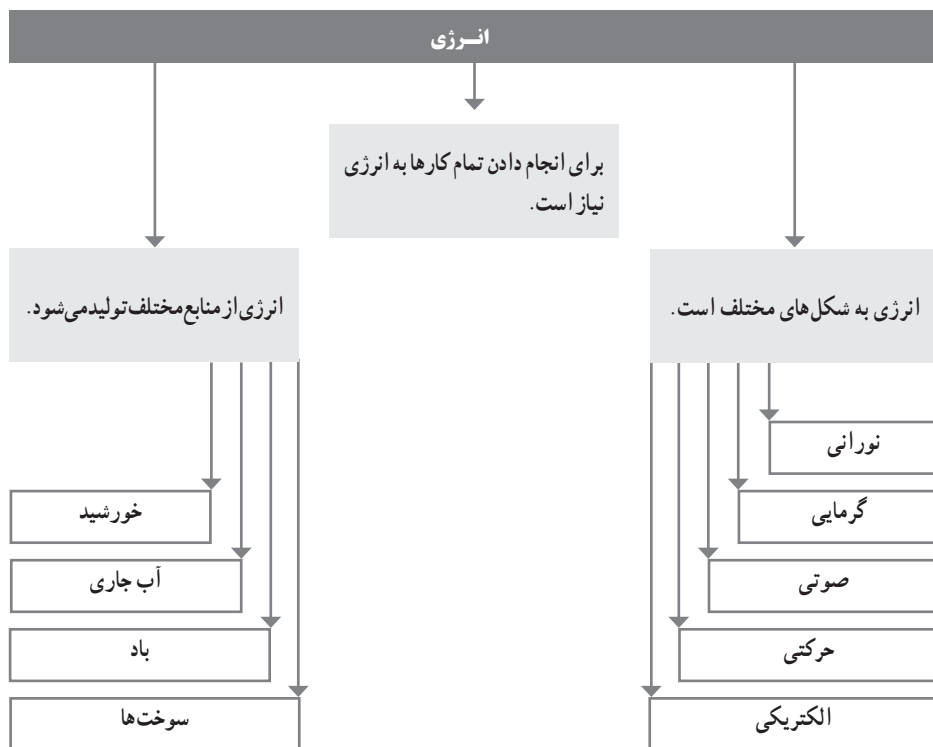 انـرژی
برای انجام دادن تمام کارها به انرژی
نیاز است.
انرژی به شکل‌های مختلف است.
نورانی
گرمایی
صوتی
حرکتی
الکتریکی
انرژی از منابع مختلف تولید می‌شود.
خورشید
آب جاری
باد
سوخت‌ها